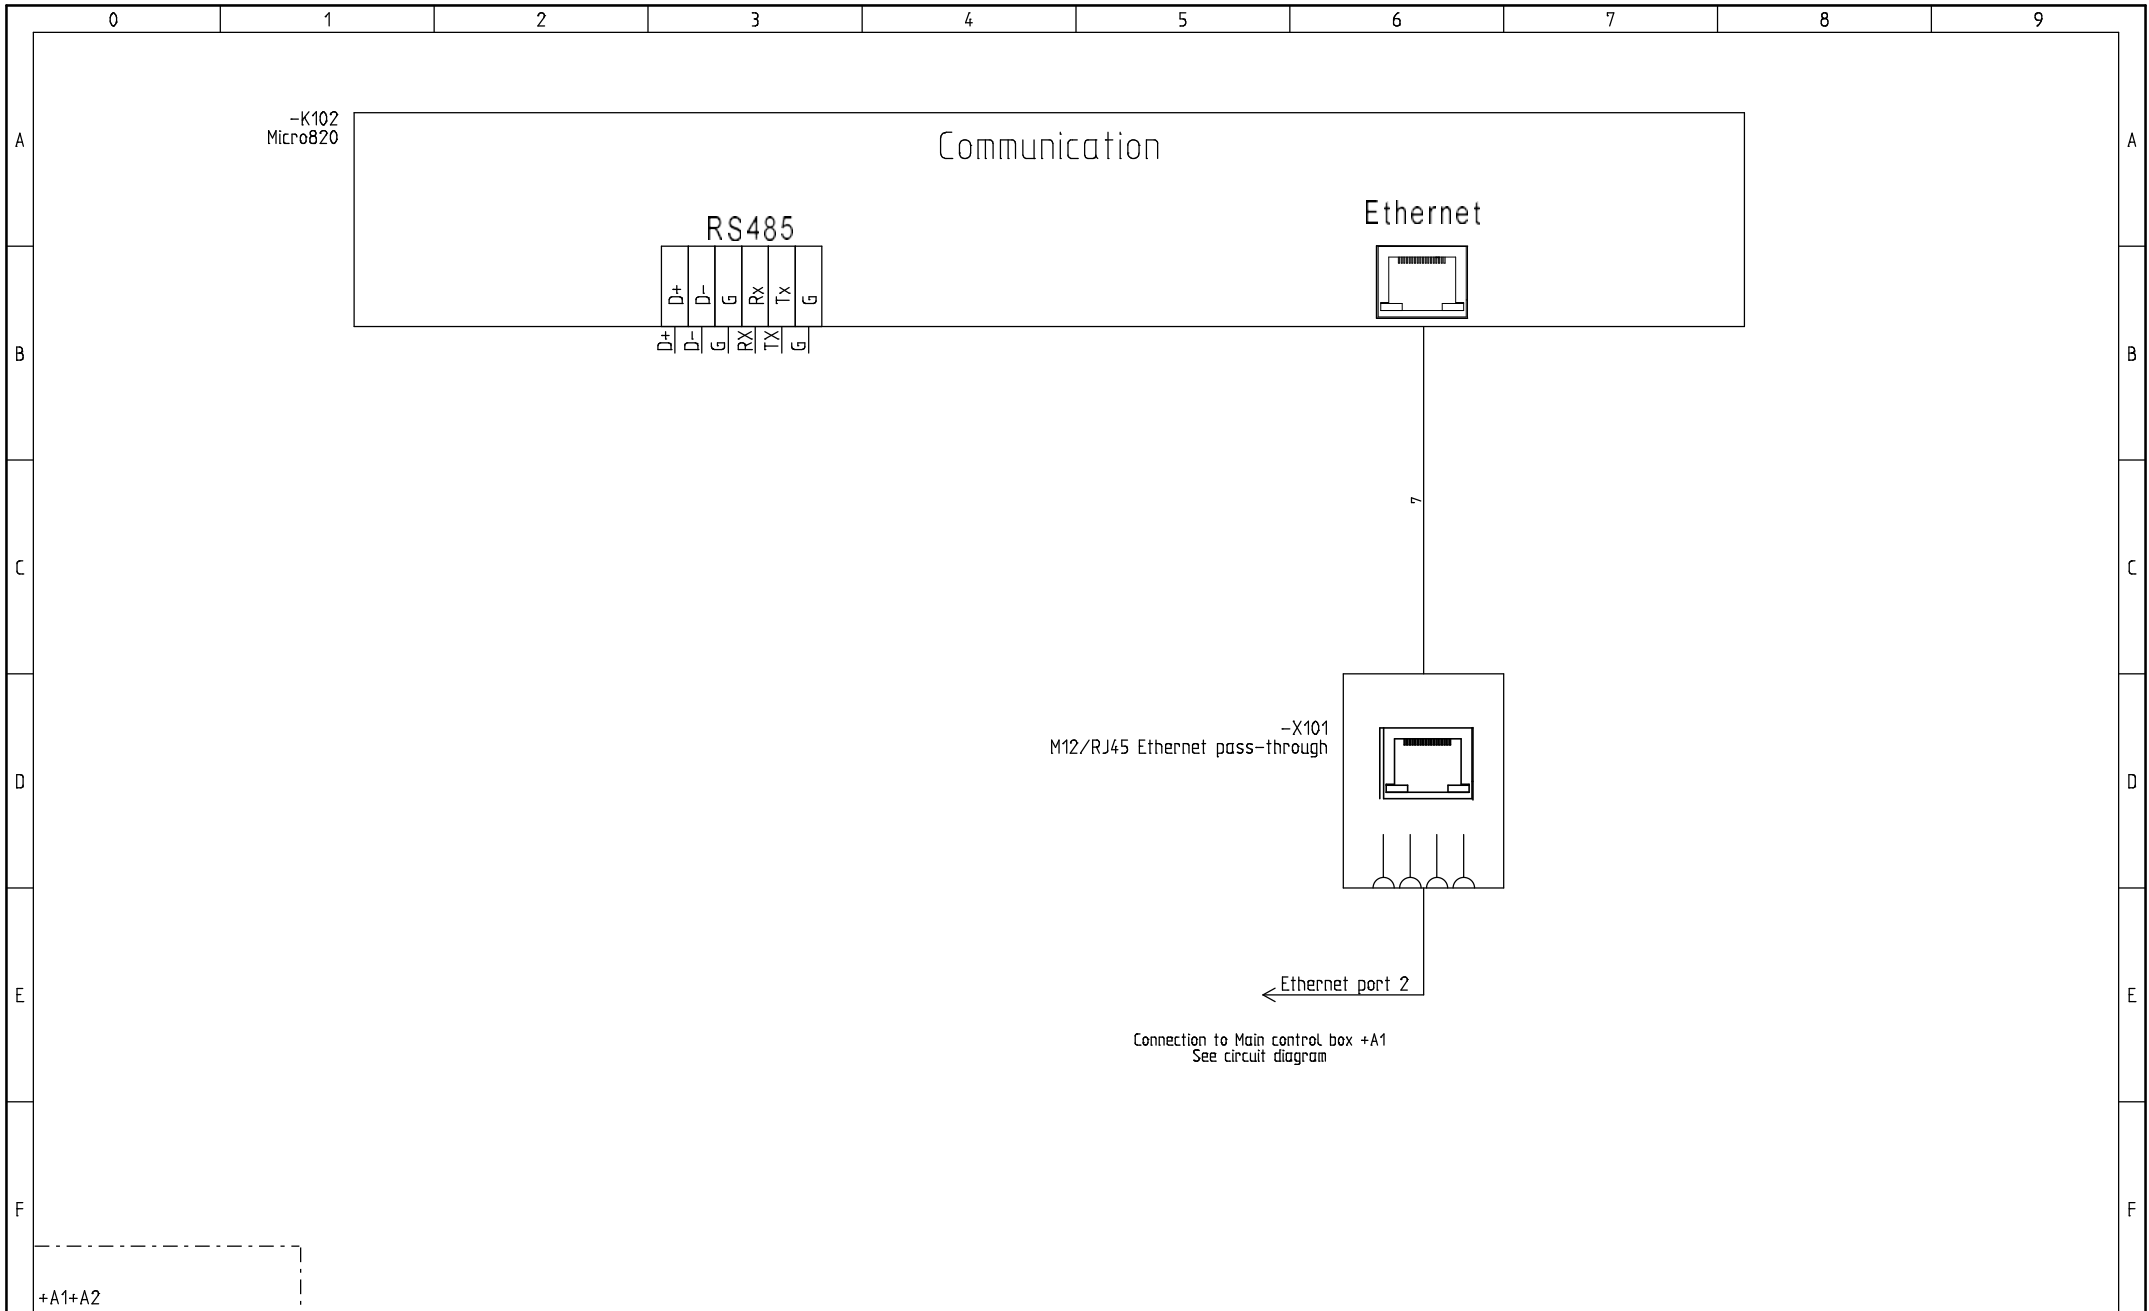 0 1 2 3 4 5 6 7 8 9
-K102
Micro820
A A
Communication
Ethernet
RS485
D+ D- G Rx Tx G
D+ D- G RX TX G
B B
7
C C
-X101
M12/RJ45 Ethernet pass-through
D D
Ethernet port 2
E E
Connection to Main control box +A1
See circuit diagram
F F
+A1+A2